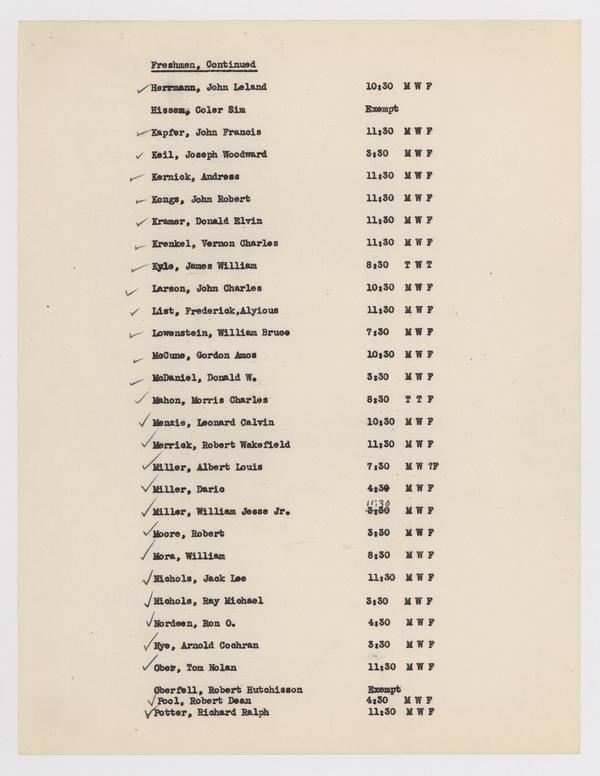 Freshmen, Continued
Herrmann, John Leland 10:30 M W F
Hissem, Coler Sim Exempt
Kapfer, John Francis 11:30 M W F
Keil, Joseph Woodward 3:30 M W F
Kernick, Andress 11:30 M W F
Kongs, John Robert 11:30 M W F
Kramer, Donald Elvin 11:30 M W F
Krenkel, Vernon Charles 11:30 M W F
Kyle, James William 8:30 T W T
Larson, John Charles 10:30 M W F
List, Frederick,Alyious 11:30 M W F
Lowenstein, William Bruce 7:30 M W F
McCune, Gordon Amos 10:30 M W F
McDaniel, Donald W. 3:30 M W F
Mahon, Morris Charles 8:30 T T F
Menzie, Leonard Calvin 10:30 M W F
Merrick, Robert Wakefield 11:30 M W F
Miller, Albert Louis 7:30 M W ?F
Miller, Dario 4:30 M W F
11:30
Miller, William Jesse Jr. 3:30 M W F
Moore, Robert 3:30 M W F
Mora, William 8:30 M W F
Nichols, Jack Lee 11:30 M W F
Nichols, Ray Michael 3:30 M W F
Nordeen, Ron O. 4:30 M W F
Nye, Arnold Cochran 3:30 M W F
Ober, Tom Nolan 11:30 M W F
Oberfell, Robert Hutchisson Exempt
Pool, Robert Dean 4:30 M W F
Potter, Richard Ralph 11:30 M W F